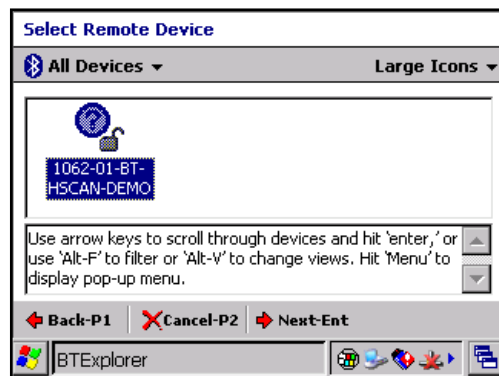 Select Remote Device
All Devices
Large Icons
1062-01-BT-
HSCAN-DEMO
Use arrow keys to scroll through devices and hit 'enter,' or
use 'Alt-F' to filter or 'Alt-V' to change views. Hit 'Menu' to
display pop-up menu.
Back-P1 Cancel-P2 Next-Ent
BTExplorer